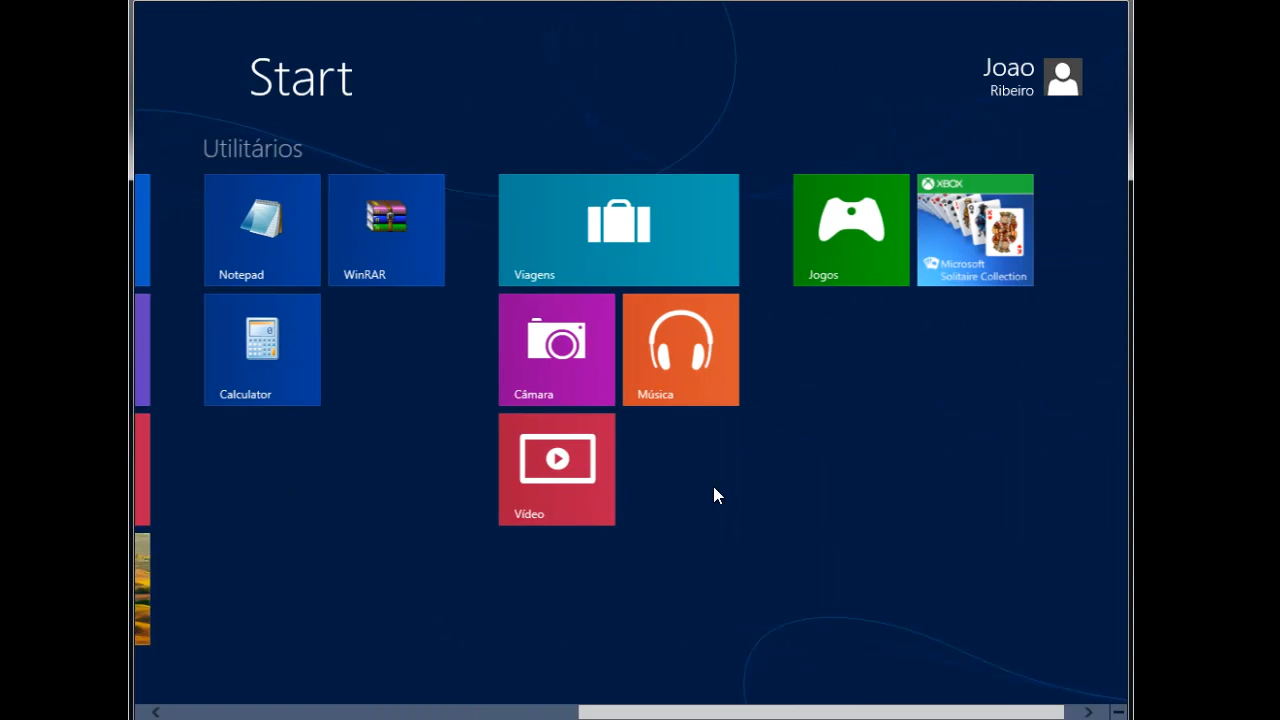 Start
Joao
Ribeiro
Utilitários
Notepad
WinRAR
Viagens
Jogos
XBOX
Microsoft
Solitaire Collection
Calculator
Câmara
Música
Vídeo